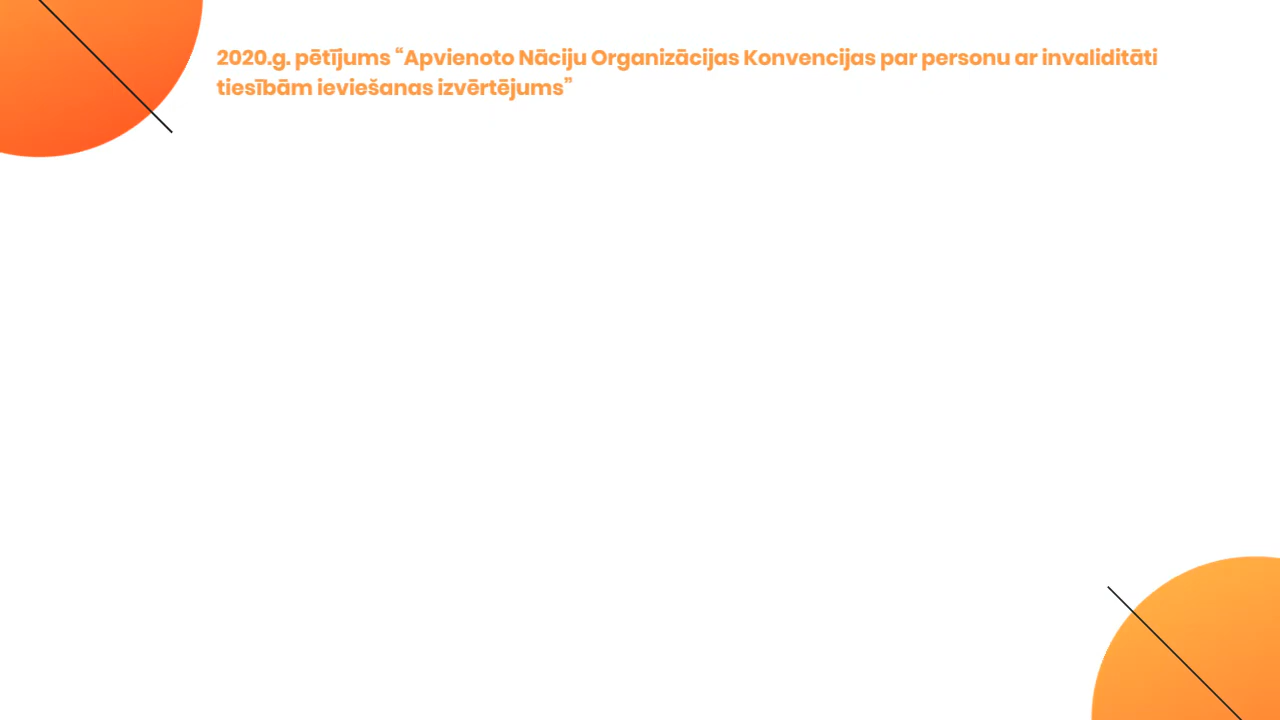 2020.g. pētījums “Apvienoto Nāciju Organizācijas Konvencijas par personu ar invaliditāti
tiesībām ieviešanas izvērtējums”